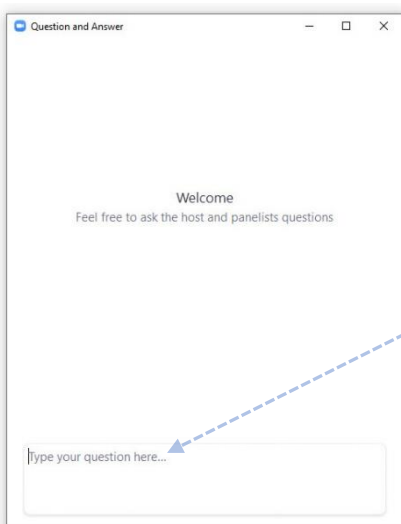 Question and Answer
Welcome
Feel free to ask the host and panelists questions
Type your question here...